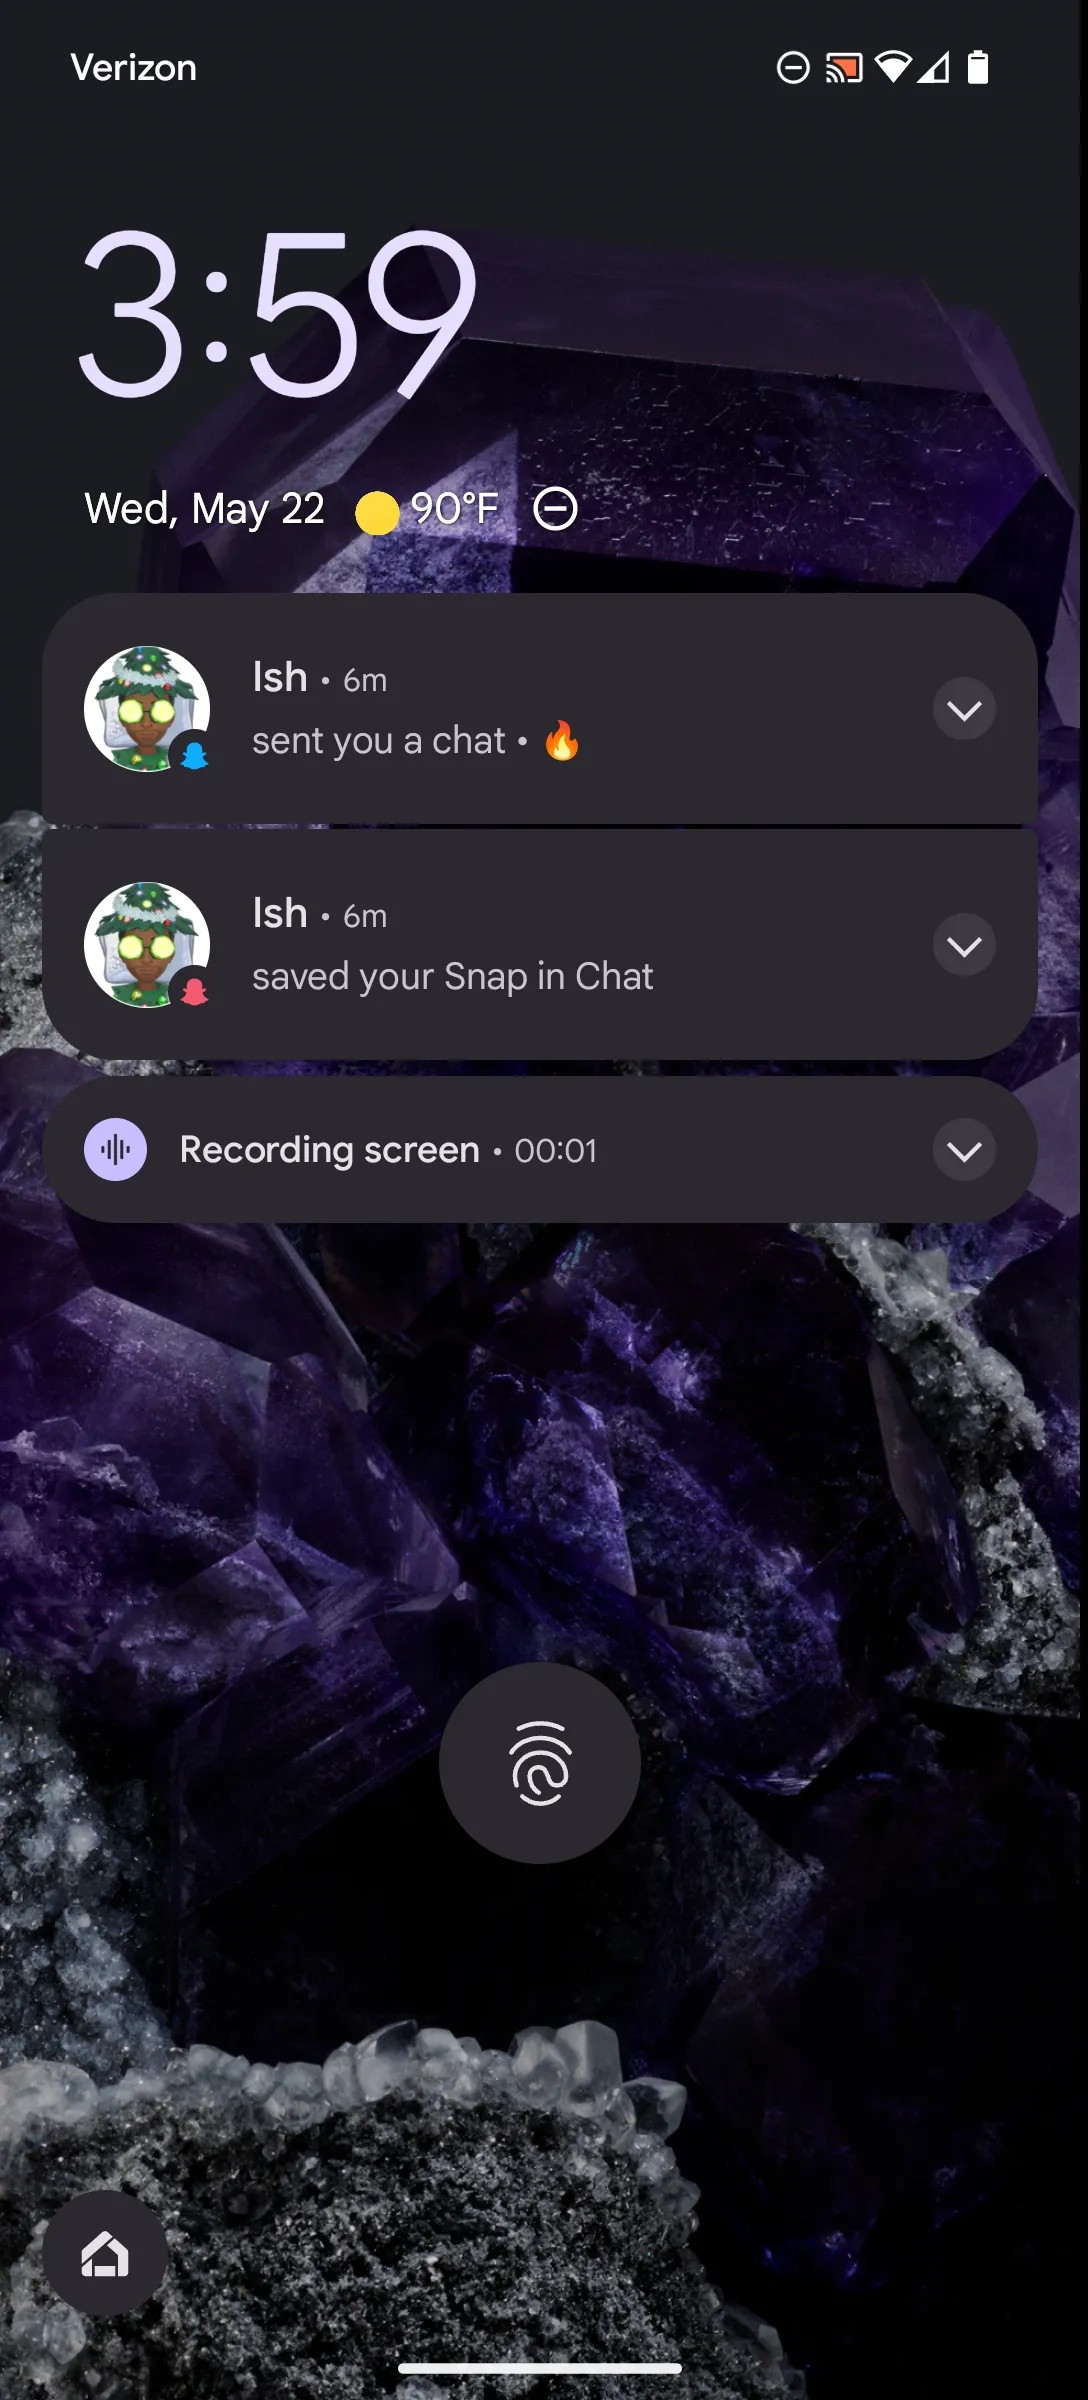 Verizon
3:59
Wed, May 22 90°F
Ish • 6m
sent you a chat • 🔥
Ish • 6m
saved your Snap in Chat
Recording screen • 00:01